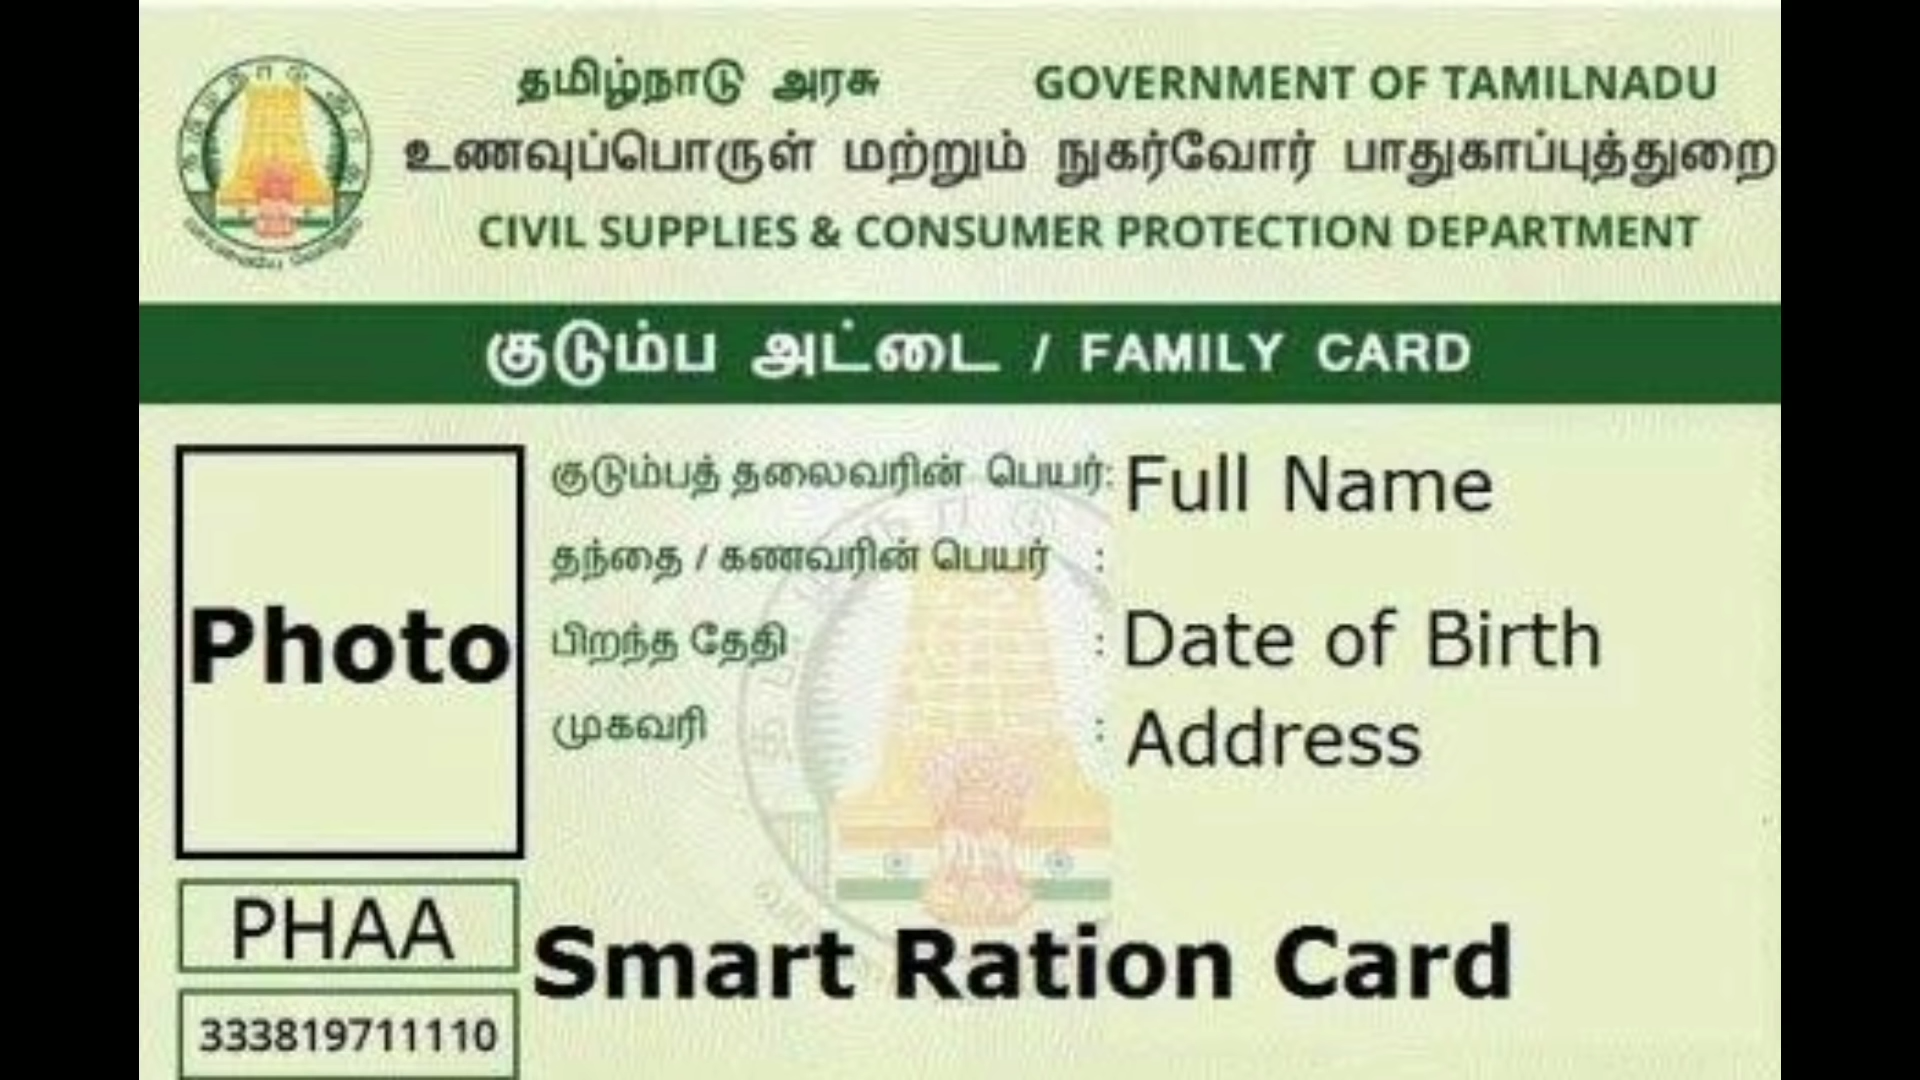 தமிழ்நாடு அரசு GOVERNMENT OF TAMILNADU
உணவுப்பொருள் மற்றும் நுகர்வோர் பாதுகாப்புத்துறை
CIVIL SUPPLIES & CONSUMER PROTECTION DEPARTMENT
குடும்ப அட்டை / FAMILY CARD
Photo
குடும்பத் தலைவரின் பெயர்: Full Name
தந்தை / கணவரின் பெயர் :
பிறந்த தேதி : Date of Birth
முகவரி : Address
PHAA
Smart Ration Card
333819711110